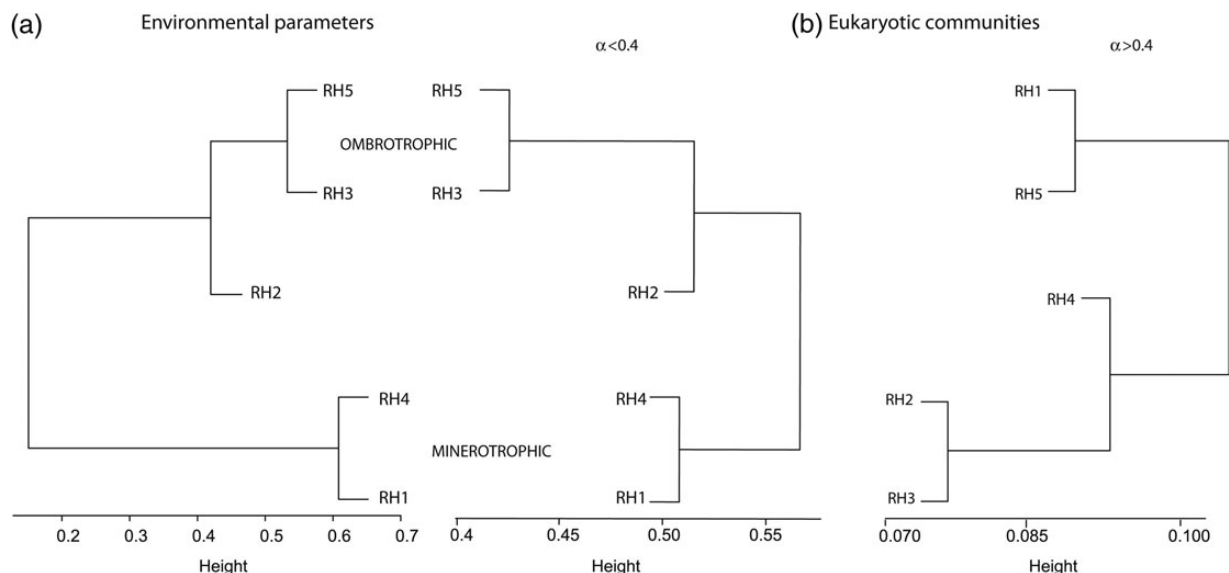 (a) Environmental parameters
(b) Eukaryotic communities
α<0.4
α>0.4
RH5
RH5
RH1
OMBROTROPHIC
RH3
RH3
RH5
RH2
RH2
RH4
RH4
RH4
RH2
MINEROTROPHIC
RH1
RH1
RH3
0.2 0.3 0.4 0.5 0.6 0.7
0.4 0.45 0.50 0.55
0.070 0.085 0.100
Height
Height
Height